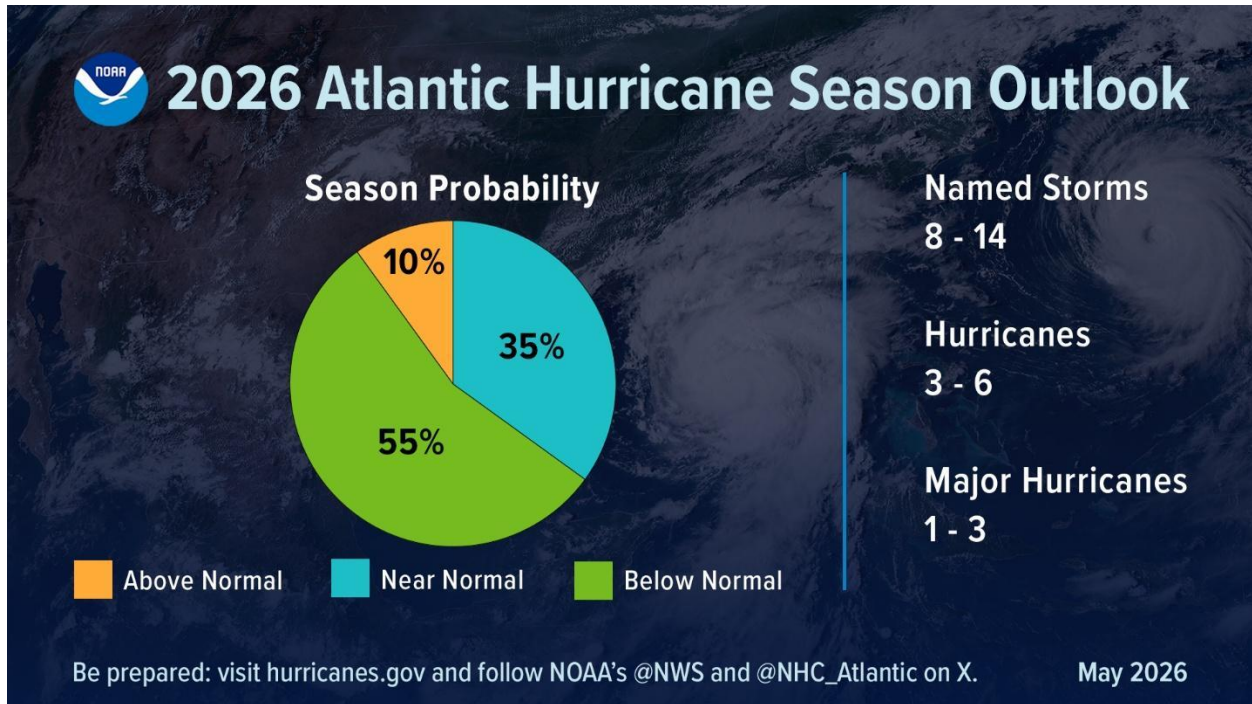 NOAA
2026 Atlantic Hurricane Season Outlook
Season Probability
10%
35%
55%
Above Normal
Near Normal
Below Normal
Named Storms
8 - 14
Hurricanes
3 - 6
Major Hurricanes
1 - 3
Be prepared: visit hurricanes.gov and follow NOAA’s @NWS and @NHC_Atlantic on X.
May 2026